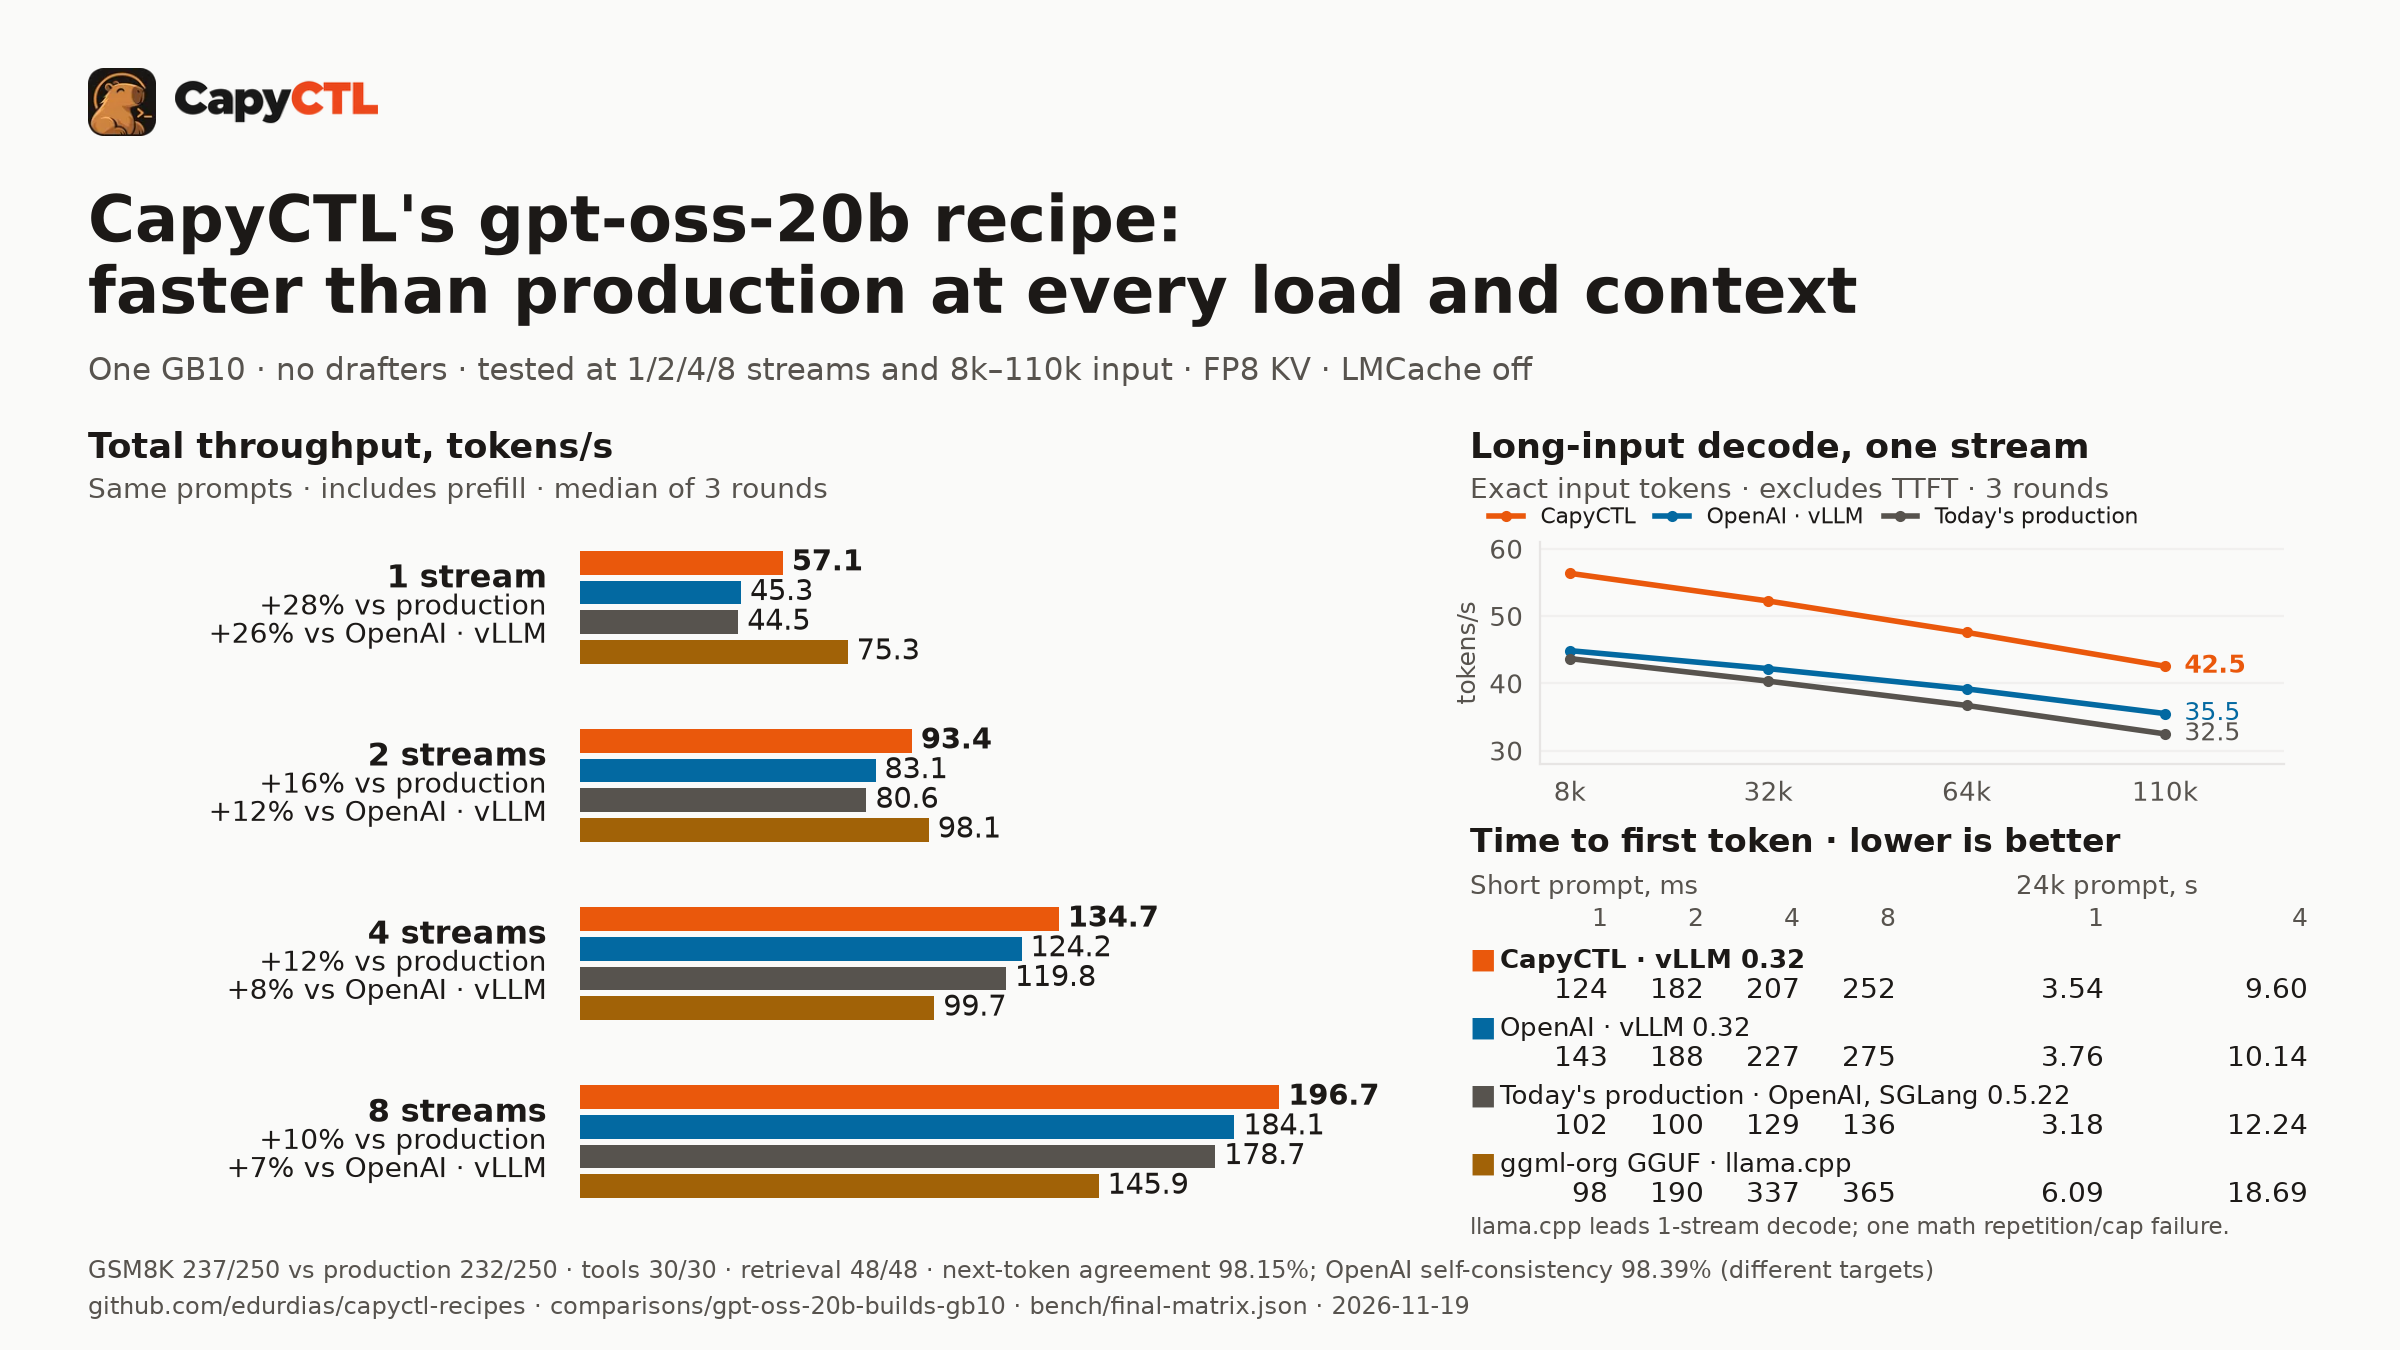 CapyCTL
CapyCTL's gpt-oss-20b recipe:
faster than production at every load and context
One GB10 · no drafters · tested at 1/2/4/8 streams and 8k–110k input · FP8 KV · LMCache off
Total throughput, tokens/s
Same prompts · includes prefill · median of 3 rounds
1 stream
+28% vs production
+26% vs OpenAI · vLLM
57.1
45.3
44.5
75.3
2 streams
+16% vs production
+12% vs OpenAI · vLLM
93.4
83.1
80.6
98.1
4 streams
+12% vs production
+8% vs OpenAI · vLLM
134.7
124.2
119.8
99.7
8 streams
+10% vs production
+7% vs OpenAI · vLLM
196.7
184.1
178.7
145.9
Long-input decode, one stream
Exact input tokens · excludes TTFT · 3 rounds
CapyCTL OpenAI · vLLM Today's production
tokens/s
60
50
40
30
42.5
35.5
32.5
8k 32k 64k 110k
Time to first token · lower is better
Short prompt, ms 24k prompt, s
1 2 4 8 1 4
CapyCTL · vLLM 0.32
124 182 207 252 3.54 9.60
OpenAI · vLLM 0.32
143 188 227 275 3.76 10.14
Today's production · OpenAI, SGLang 0.5.22
102 100 129 136 3.18 12.24
ggml-org GGUF · llama.cpp
98 190 337 365 6.09 18.69
llama.cpp leads 1-stream decode; one math repetition/cap failure.
GSM8K 237/250 vs production 232/250 · tools 30/30 · retrieval 48/48 · next-token agreement 98.15%; OpenAI self-consistency 98.39% (different targets)
github.com/edurdias/capyctl-recipes · comparisons/gpt-oss-20b-builds-gb10 · bench/final-matrix.json · 2026-11-19